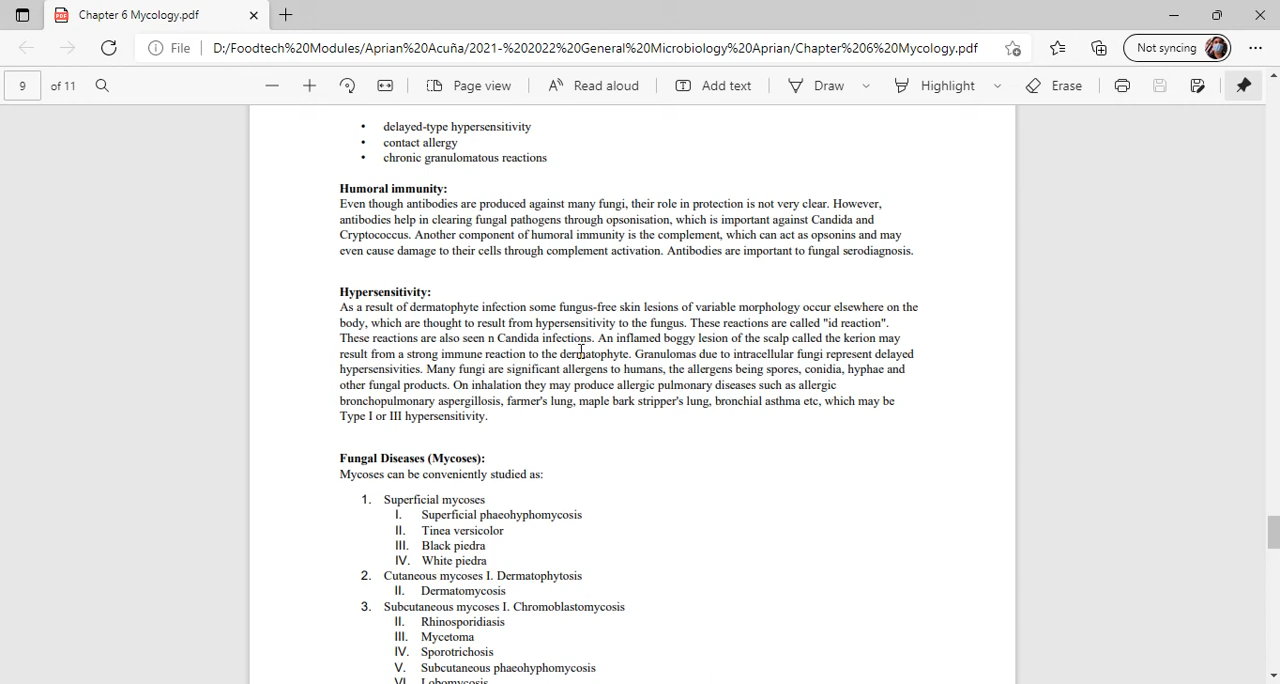 Chapter 6 Mycology.pdf
File D:/Foodtech%20Modules/Aprian%20Acuña/2021-%202022%20General%20Microbiology%20Aprian/Chapter%206%20Mycology.pdf Not syncing
9 of 11 Page view Read aloud Add text Draw Highlight Erase
• delayed-type hypersensitivity
• contact allergy
• chronic granulomatous reactions
Humoral immunity:
Even though antibodies are produced against many fungi, their role in protection is not very clear. However,
antibodies help in clearing fungal pathogens through opsonisation, which is important against Candida and
Cryptococcus. Another component of humoral immunity is the complement, which can act as opsonins and may
even cause damage to their cells through complement activation. Antibodies are important to fungal serodiagnosis.
Hypersensitivity:
As a result of dermatophyte infection some fungus-free skin lesions of variable morphology occur elsewhere on the
body, which are thought to result from hypersensitivity to the fungus. These reactions are called "id reaction".
These reactions are also seen n Candida infections. An inflamed boggy lesion of the scalp called the kerion may
result from a strong immune reaction to the dermatophyte. Granulomas due to intracellular fungi represent delayed
hypersensitivities. Many fungi are significant allergens to humans, the allergens being spores, conidia, hyphae and
other fungal products. On inhalation they may produce allergic pulmonary diseases such as allergic
bronchopulmonary aspergillosis, farmer's lung, maple bark stripper's lung, bronchial asthma etc, which may be
Type I or III hypersensitivity.
Fungal Diseases (Mycoses):
Mycoses can be conveniently studied as:
1. Superficial mycoses
I. Superficial phaeohyphomycosis
II. Tinea versicolor
III. Black piedra
IV. White piedra
2. Cutaneous mycoses I. Dermatophytosis
II. Dermatomycosis
3. Subcutaneous mycoses I. Chromoblastomycosis
II. Rhinosporidiasis
III. Mycetoma
IV. Sporotrichosis
V. Subcutaneous phaeohyphomycosis
VI. Lobomycosis